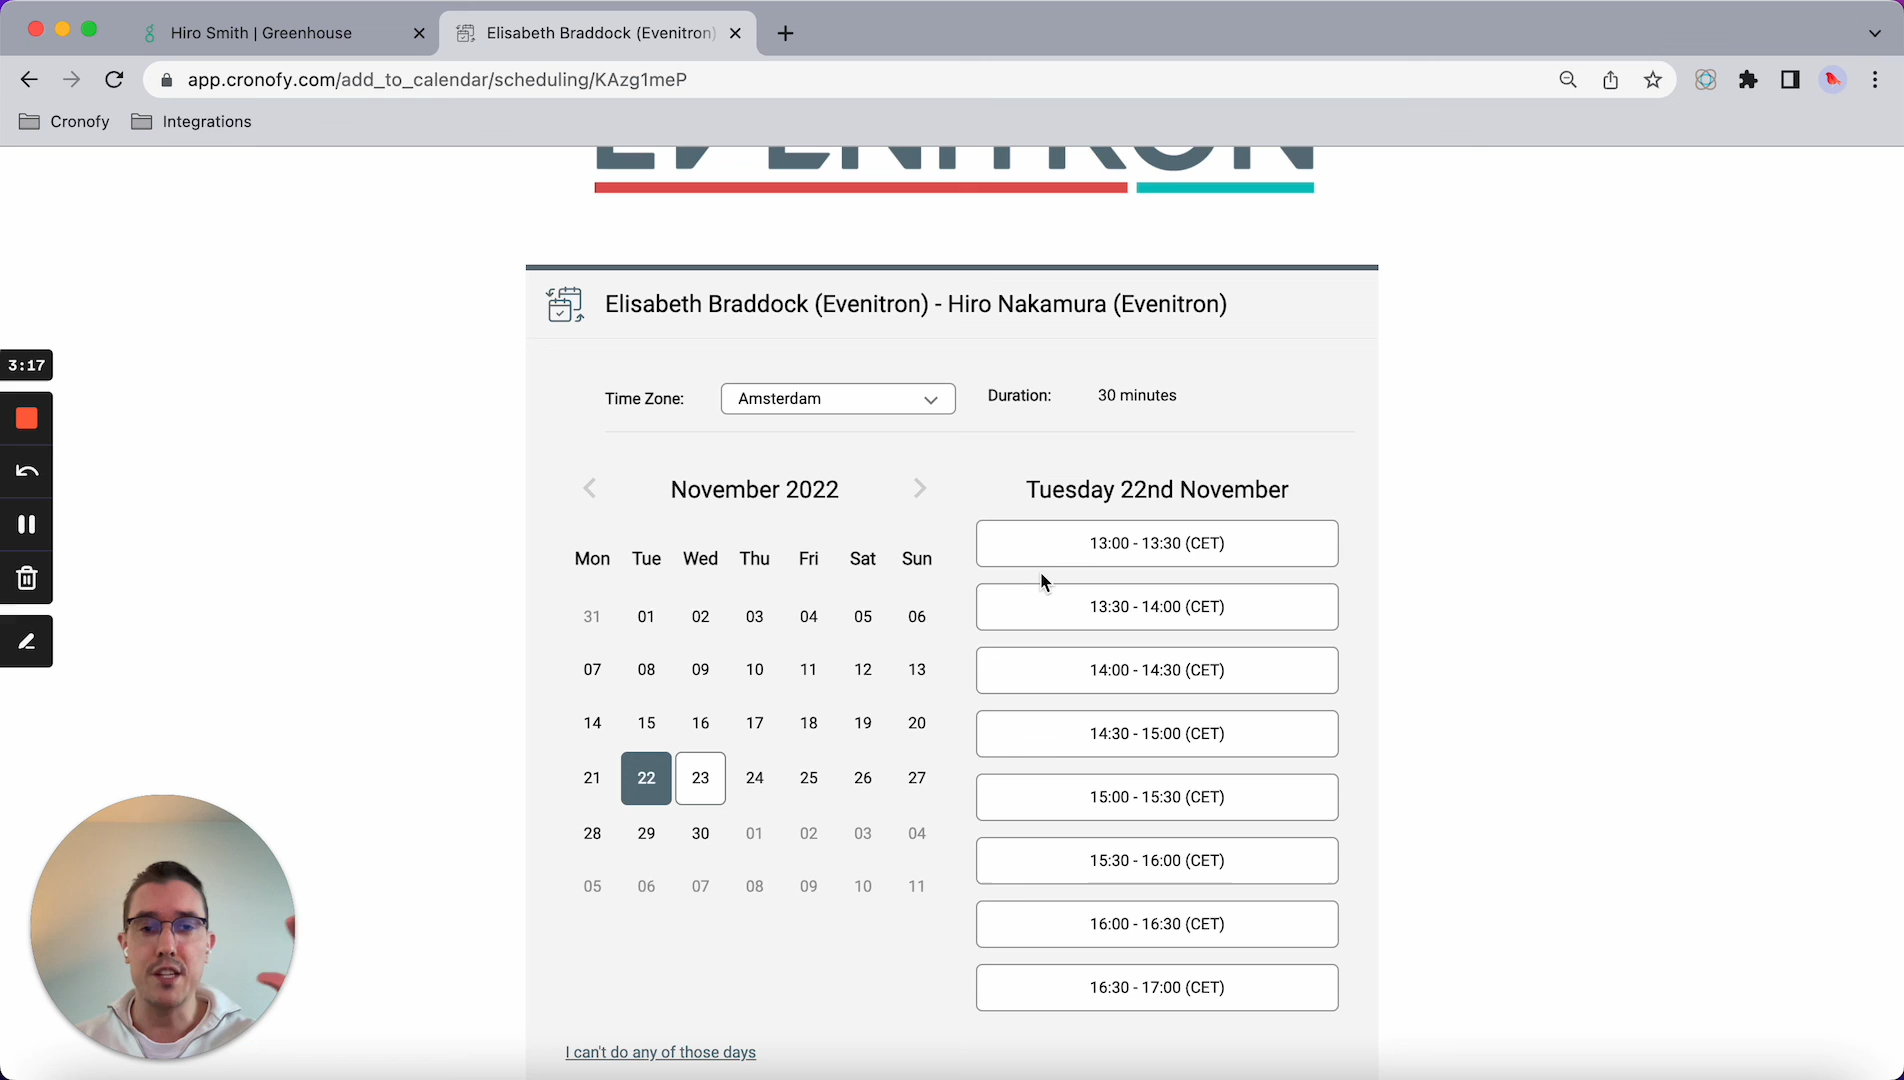 Hiro Smith | Greenhouse
Elisabeth Braddock (Evenitron)
app.cronofy.com/add_to_calendar/scheduling/KAzg1meP
Cronofy
Integrations
EVENITRON
Elisabeth Braddock (Evenitron) - Hiro Nakamura (Evenitron)
3:17
Time Zone:
Amsterdam
Duration:
30 minutes
November 2022
Mon Tue Wed Thu Fri Sat Sun
31 01 02 03 04 05 06
07 08 09 10 11 12 13
14 15 16 17 18 19 20
21 22 23 24 25 26 27
28 29 30 01 02 03 04
05 06 07 08 09 10 11
Tuesday 22nd November
13:00 - 13:30 (CET)
13:30 - 14:00 (CET)
14:00 - 14:30 (CET)
14:30 - 15:00 (CET)
15:00 - 15:30 (CET)
15:30 - 16:00 (CET)
16:00 - 16:30 (CET)
16:30 - 17:00 (CET)
I can't do any of those days